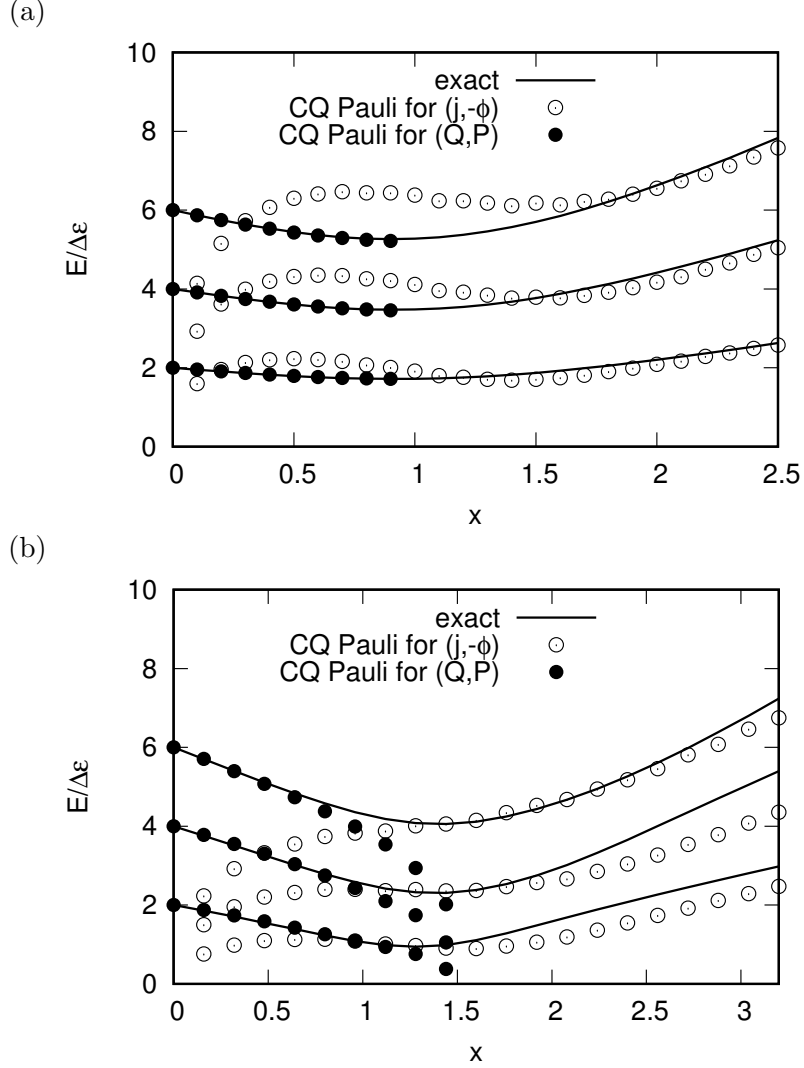 (a)
10
8
6
4
2
0
E/Δε
exact
CQ Pauli for (j,-ϕ)
CQ Pauli for (Q,P)
0 0.5 1 1.5 2 2.5
x
(b)
10
8
6
4
2
0
E/Δε
exact
CQ Pauli for (j,-ϕ)
CQ Pauli for (Q,P)
0 0.5 1 1.5 2 2.5 3
x